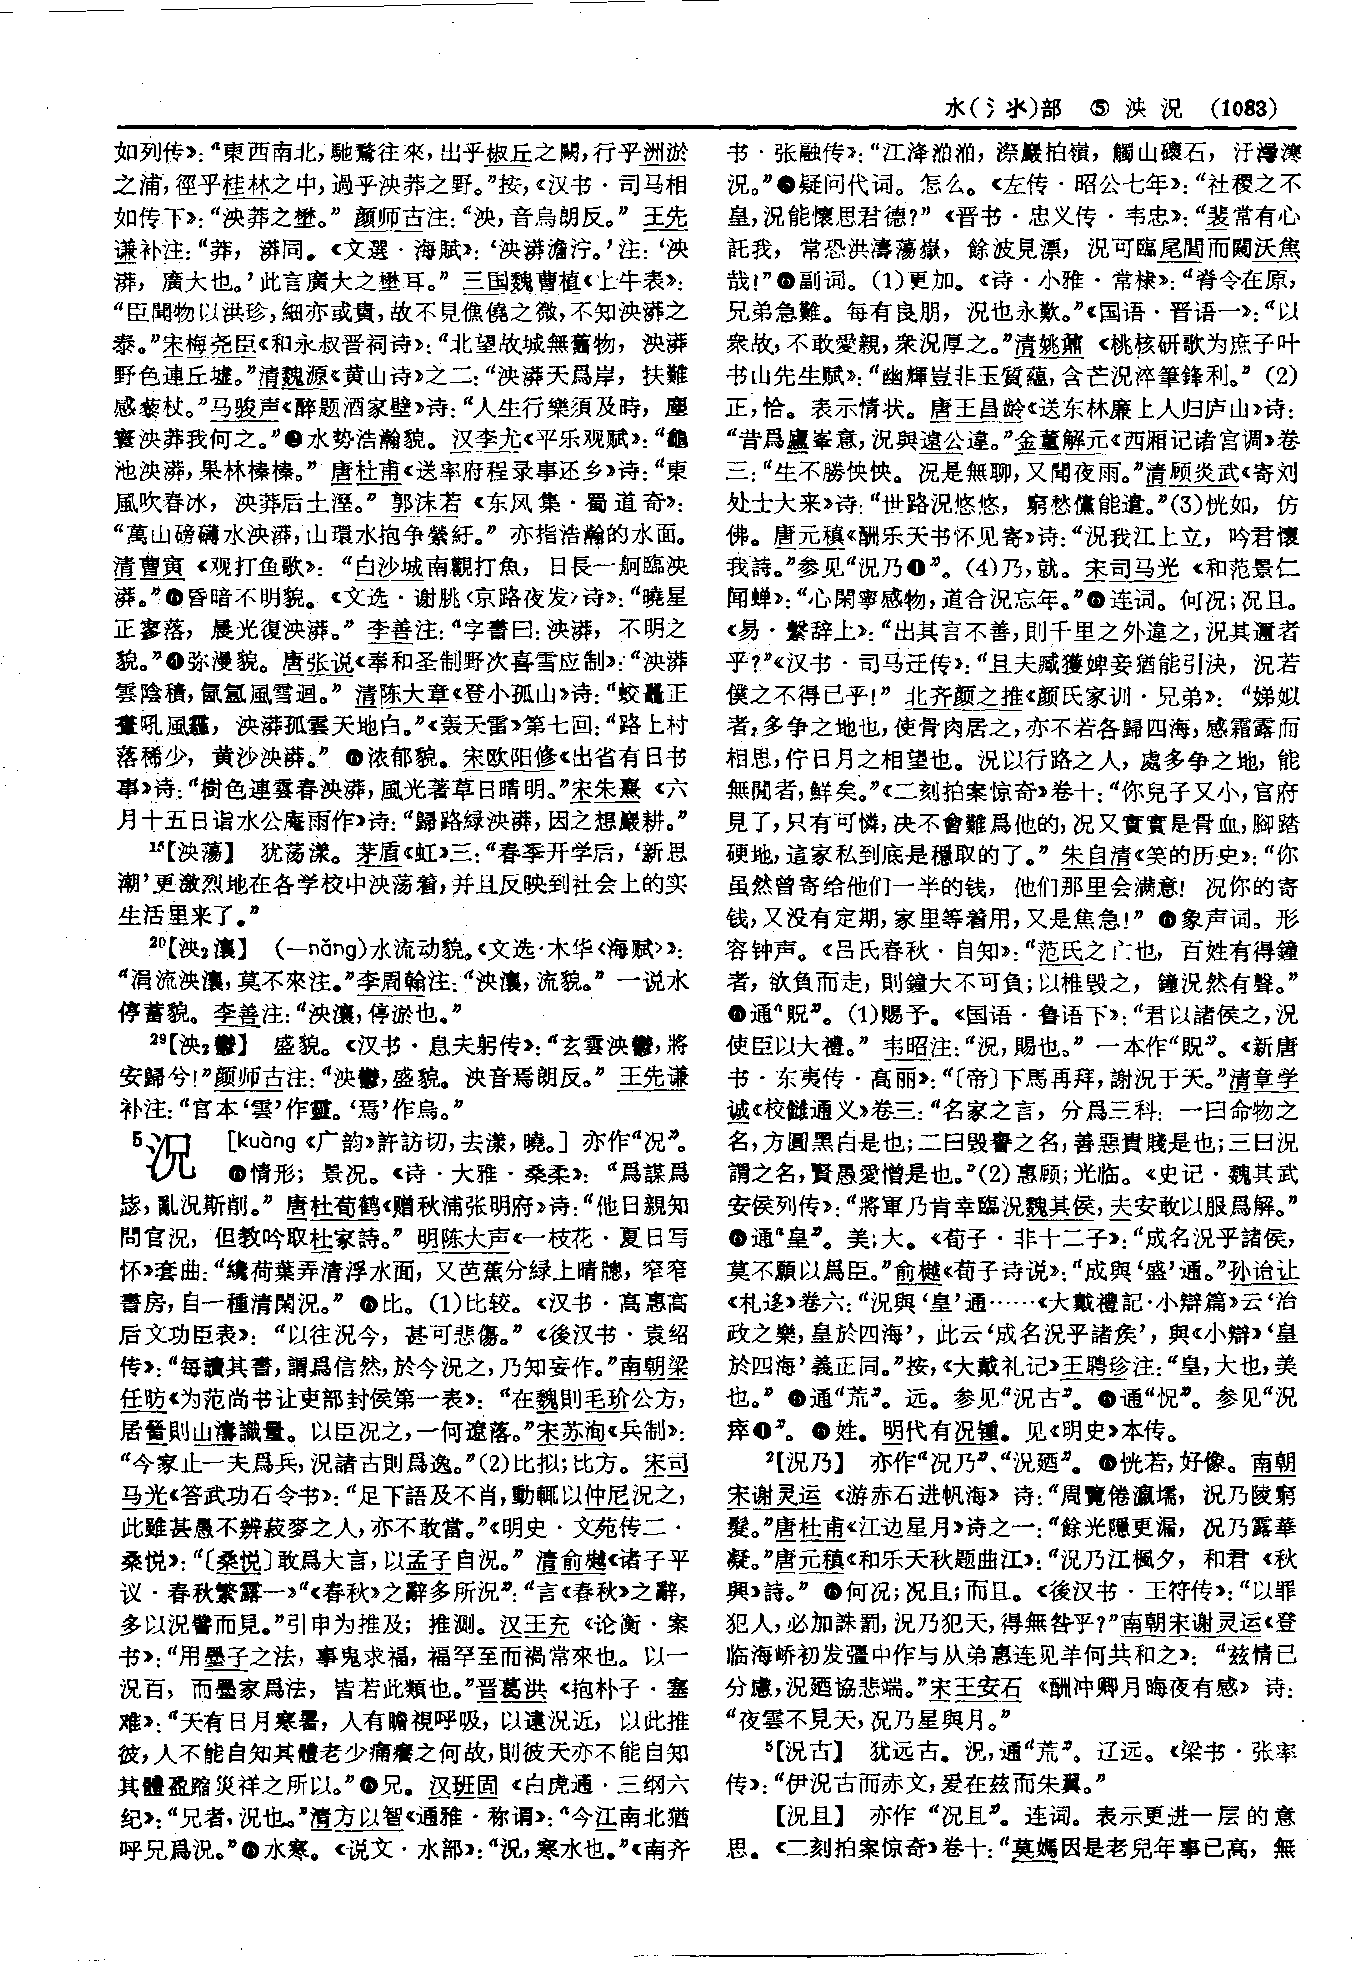 水(氵氺)部 ⑤ 泱 況 (1083)
如列传》：“東西南北，馳騖往來，出乎椒丘之闕，行乎洲淤
之浦，徑乎桂林之中，過乎泱莽之野。”按，《汉书·司马相
如传下》：“泱莽之壄。” 颜师古注：“泱，音烏朗反。” 王先
谦补注：“莽，漭同。《文選·海賦》：‘泱漭澹泞。’注：‘泱
漭，廣大也。’此言廣大之壄耳。” 三国魏曹植《上牛表》：
“臣聞物以洪珍，細亦或貴，故不見僬僥之微，不知泱漭之
泰。”宋梅尧臣《和永叔晋祠诗》：“北望故城無舊物，泱漭
野色連丘墟。”清魏源《黄山诗》之二：“泱漭天爲岸，扶難
感藜杖。”马骏声《醉题酒家壁》诗：“人生行樂須及時，塵
寰泱莽我何之。”❷水勢浩瀚貌。 汉李尤《平乐观赋》：“龜
池泱漭，果林榛榛。” 唐杜甫《送率府程录事还乡》诗：“東
風吹春冰，泱莽后土溼。” 郭沫若《东风集·蜀道奇》：
“萬山磅礴水泱漭，山環水抱争縈紆。” 亦指浩瀚的水面。
清曹寅《观打鱼歌》：“白沙城南觀打魚，日長一舸臨泱
漭。”❸昏暗不明貌。《文选·谢朓〈京路夜发〉诗》：“曉星
正寥落，晨光復泱漭。” 李善注：“字書曰：泱漭，不明之
貌。”❹弥漫貌。唐张说《奉和圣制野次喜雪应制》：“泱漭
雲陰積，氤氲風雪迴。” 清陈大章《登小孤山》诗：“蛟鼉正
晝吼風霾，泱漭孤雲天地白。”《轰天雷》第七回：“路上村
落稀少，黄沙泱漭。” ❺浓郁貌。宋欧阳修《出省有日书
事》诗：“樹色連雲春泱漭，風光著草日晴明。”宋朱熹《六
月十五日诣水公庵雨作》诗：“歸路緑泱漭，因之想巖耕。”
15【泱荡】 犹荡漾。茅盾《虹》三：“春季开学后，‘新思
潮’更激烈地在各学校中泱荡着，并且反映到社会上的实
生活里来了。”
20【泱₂瀼】 (—nǎng)水流动貌。《文选·木华〈海赋〉》：
“涓流泱瀼，莫不來注。”李周翰注：“泱瀼，流貌。” 一说水
停蓄貌。李善注：“泱瀼，停淤也。”
29【泱₂鬱】 盛貌。《汉书·息夫躬传》：“玄雲泱鬱，將
安歸兮！”颜师古注：“泱鬱，盛貌。泱音焉朗反。” 王先谦
补注：“官本‘雲’作靈。‘焉’作烏。”
5況 [kuàng《广韵》許訪切，去漾，曉。] 亦作“况”。
❶情形；景况。《诗·大雅·桑柔》：“爲謀爲
毖，亂況斯削。” 唐杜荀鹤《赠秋浦张明府》诗：“他日親知
問官況，但教吟取杜家詩。” 明陈大声《一枝花·夏日写
怀》套曲：“纔荷葉弄清浮水面，又芭蕉分緑上晴牕，窄窄
書房，自一種清閑況。” ❷比。(1)比较。《汉书·高惠高
后文功臣表》：“以往況今，甚可悲傷。”《後汉书·袁绍
传》：“每讀其書，謂爲信然，於今況之，乃知妄作。”南朝梁
任昉《为范尚书让吏部封侯第一表》：“在魏則毛玠公方，
居晉則山濤識量。以臣況之，一何遼落。”宋苏洵《兵制》：
“今家止一夫爲兵，況諸古則爲逸。”(2)比拟；比方。宋司
马光《答武功石令书》：“足下語及不肖，動輒以仲尼況之，
此雖甚愚不辨菽麥之人，亦不敢當。”《明史·文苑传二·
桑悦》：“〔桑悦〕敢爲大言，以孟子自況。” 清俞樾《诸子平
议·春秋繁露一》“《春秋》之辭多所況”：“言《春秋》之辭，
多以況譬而見。”引申为推及；推测。汉王充《论衡·案
书》：“用墨子之法，事鬼求福，福罕至而禍常來也。以一
況百，而墨家爲法，皆若此類也。”晋葛洪《抱朴子·塞
难》：“天有日月寒暑，人有瞻視呼吸，以遠況近，以此推
彼，人不能自知其體老少痛癢之何故，則彼天亦不能自知
其體盈縮災祥之所以。”❸兄。汉班固《白虎通·三纲六
纪》：“兄者，況也。”清方以智《通雅·称谓》：“今江南北猶
呼兄爲況。”❹水寒。《说文·水部》：“況，寒水也。”《南齐
书·张融传》：“江洚洎洎，漈巖拍嶺，觸山磙石，汙灣漥
況。”❺疑问代词。怎么。《左传·昭公七年》：“社稷之不
皇，況能懷思君德？”《晋书·忠义传·韦忠》：“裴常有心
託我，常恐洪濤蕩嶽，餘波見漂，況可臨尾閭而闚沃焦
哉！”❻副词。(1)更加。《诗·小雅·常棣》：“脊令在原，
兄弟急難。每有良朋，況也永歎。”《国语·晋语一》：“以
衆故，不敢愛親，衆況厚之。”清姚鼐《桃核研歌为庶子叶
书山先生赋》：“幽輝豈非玉質藴，含芒況淬筆鋒利。”(2)
正，恰。表示情状。唐王昌龄《送东林廉上人归庐山》诗：
“昔爲廬峯意，況與遠公違。”金董解元《西厢记诸宫调》卷
三：“生不勝怏怏。況是無聊，又聞夜雨。”清顾炎武《寄刘
处士大来》诗：“世路況悠悠，窮愁儻能遣。”(3)恍如，仿
佛。唐元稹《酬乐天书怀见寄》诗：“況我江上立，吟君懷
我詩。”参见“況乃❶”。(4)乃，就。宋司马光《和范景仁
闻蝉》：“心閑寧感物，道合況忘年。”❼连词。何況；況且。
《易·繫辞上》：“出其言不善，則千里之外違之，況其邇者
乎？”《汉书·司马迁传》：“且夫臧獲婢妾猶能引決，況若
僕之不得已乎！” 北齐颜之推《颜氏家训·兄弟》：“娣姒
者，多争之地也，使骨肉居之，亦不若各歸四海，感霜露而
相思，佇日月之相望也。況以行路之人，處多争之地，能
無閒者，鮮矣。”《二刻拍案惊奇》卷十：“你兒子又小，官府
見了，只有可憐，决不會難爲他的，况又實實是骨血，脚踏
硬地，這家私到底是穩取的了。” 朱自清《笑的历史》：“你
虽然曾寄给他们一半的钱，他们那里会满意！况你的寄
钱，又没有定期，家里等着用，又是焦急！” ❽象声词。形
容钟声。《吕氏春秋·自知》：“范氏之亡也，百姓有得鐘
者，欲負而走，則鐘大不可負；以椎毁之，鐘況然有聲。”
❾通“貺”。(1)赐予。《国语·鲁语下》：“君以諸侯之，況
使臣以大禮。” 韦昭注：“況，賜也。” 一本作“貺”。《新唐
书·东夷传·高丽》：“〔帝〕下馬再拜，謝況于天。”清章学
诚《校雠通义》卷三：“名家之言，分爲三科：一曰命物之
名，方圓黑白是也；二曰毁譽之名，善惡貴賤是也；三曰況
謂之名，賢愚愛憎是也。”(2)惠顾；光临。《史记·魏其武
安侯列传》：“將軍乃肯幸臨況魏其侯，夫安敢以服爲解。”
❿通“皇”。美；大。《荀子·非十二子》：“成名況乎諸侯，
莫不願以爲臣。”俞樾《荀子诗说》：“成與‘盛’通。”孙诒让
《札迻》卷六：“況與‘皇’通……《大戴禮記·小辯篇》云‘治
政之樂，皇於四海’，此云‘成名況乎諸侯’，與《小辯》‘皇
於四海’義正同。”按，《大戴礼记》王聘珍注：“皇，大也，美
也。” ⓫通“荒”。远。参见“況古”。⓬通“怳”。参见“況
瘁❶”。⓭姓。明代有况锺。见《明史》本传。
2【況乃】 亦作“况乃”、“況廼”。❶恍若，好像。南朝
宋谢灵运《游赤石进帆海》诗：“周覽倦瀛壖，況乃陵窮
髮。”唐杜甫《江边星月》诗之一：“餘光隱更漏，況乃露華
凝。”唐元稹《和乐天秋题曲江》：“況乃江楓夕，和君《秋
興》詩。” ❷何況；況且；而且。《後汉书·王符传》：“以罪
犯人，必加誅罰，況乃犯天，得無咎乎？”南朝宋谢灵运《登
临海峤初发彊中作与从弟惠连见羊何共和之》：“兹情已
分慮，況廼協悲端。”宋王安石《酬冲卿月晦夜有感》诗：
“夜雲不見天，況乃星與月。”
5【況古】 犹远古。況，通“荒”。辽远。《梁书·张率
传》：“伊況古而赤文，爰在兹而朱翼。”
【況且】 亦作“况且”。连词。表示更进一层的意
思。《二刻拍案惊奇》卷十：“莫媽因是老兒年事已高，無